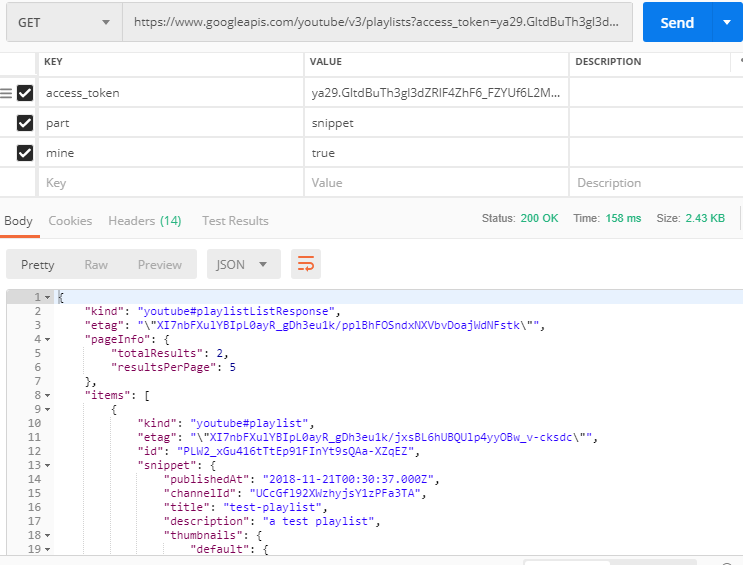 GET https://www.googleapis.com/youtube/v3/playlists?access_token=ya29.GltdBuTh3gl3d... Send
KEY VALUE DESCRIPTION
access_token ya29.GltdBuTh3gl3dZRlF4ZhF6_FZYUf6L2M...
part snippet
mine true
Key Value Description
Body Cookies Headers (14) Test Results Status: 200 OK Time: 158 ms Size: 2.43 KB
Pretty Raw Preview JSON
1 {
2 "kind": "youtube#playlistListResponse",
3 "etag": "\"XI7nbFXulYBIpL0ayR_gDh3eu1k/pplBhFOSndxNXVbvDoajWdNFstk\"",
4 "pageInfo": {
5 "totalResults": 2,
6 "resultsPerPage": 5
7 },
8 "items": [
9 {
10 "kind": "youtube#playlist",
11 "etag": "\"XI7nbFXulYBIpL0ayR_gDh3eu1k/jxsBL6hUBQUlp4yyOBw_v-cksdc\"",
12 "id": "PLW2_xGu416tTtEp91FInYt9sQAa-XZqEZ",
13 "snippet": {
14 "publishedAt": "2018-11-21T00:30:37.000Z",
15 "channelId": "UCcGfl92XWzhyjsY1zPFa3TA",
16 "title": "test-playlist",
17 "description": "a test playlist",
18 "thumbnails": {
19 "default": {